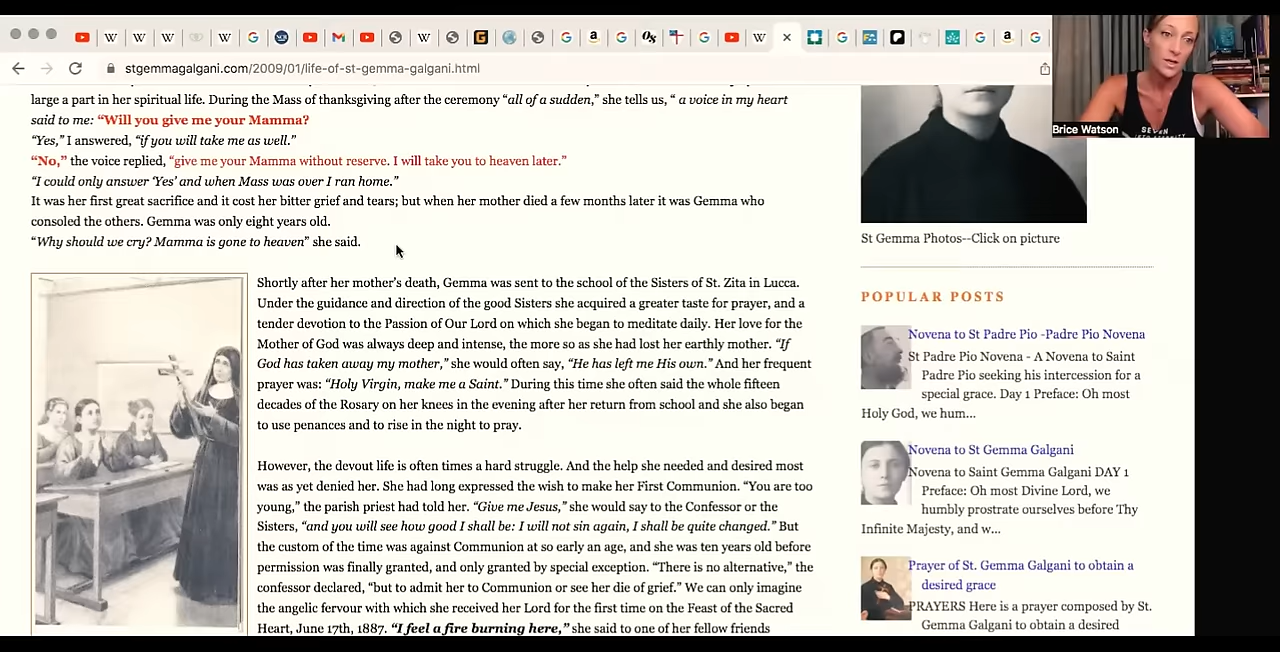 stgemmagalgani.com/2009/01/life-of-st-gemma-galgani.html
Brice Watson
SEVEN
large a part in her spiritual life. During the Mass of thanksgiving after the ceremony “all of a sudden,” she tells us, “ a voice in my heart
said to me: “Will you give me your Mamma?
“Yes,” I answered, “if you will take me as well.”
“No,” the voice replied, “give me your Mamma without reserve. I will take you to heaven later.”
“I could only answer ‘Yes’ and when Mass was over I ran home.”
It was her first great sacrifice and it cost her bitter grief and tears; but when her mother died a few months later it was Gemma who
consoled the others. Gemma was only eight years old.
“Why should we cry? Mamma is gone to heaven” she said.
Shortly after her mother’s death, Gemma was sent to the school of the Sisters of St. Zita in Lucca.
Under the guidance and direction of the good Sisters she acquired a greater taste for prayer, and a
tender devotion to the Passion of Our Lord on which she began to meditate daily. Her love for the
Mother of God was always deep and intense, the more so as she had lost her earthly mother. “If
God has taken away my mother,” she would often say, “He has left me His own.” And her frequent
prayer was: “Holy Virgin, make me a Saint.” During this time she often said the whole fifteen
decades of the Rosary on her knees in the evening after her return from school and she also began
to use penances and to rise in the night to pray.
However, the devout life is often times a hard struggle. And the help she needed and desired most
was as yet denied her. She had long expressed the wish to make her First Communion. “You are too
young,” the parish priest had told her. “Give me Jesus,” she would say to the Confessor or the
Sisters, “and you will see how good I shall be: I will not sin again, I shall be quite changed.” But
the custom of the time was against Communion at so early an age, and she was ten years old before
permission was finally granted, and only granted by special exception. “There is no alternative,” the
confessor declared, “but to admit her to Communion or see her die of grief.” We can only imagine
the angelic fervour with which she received her Lord for the first time on the Feast of the Sacred
Heart, June 17th, 1887. “I feel a fire burning here,” she said to one of her fellow friends
St Gemma Photos--Click on picture
POPULAR POSTS
Novena to St Padre Pio -Padre Pio Novena
St Padre Pio Novena - A Novena to Saint
Padre Pio seeking his intercession for a
special grace. Day 1 Preface: Oh most
Holy God, we hum...
Novena to St Gemma Galgani
Novena to Saint Gemma Galgani DAY 1
Preface: Oh most Divine Lord, we
humbly prostrate ourselves before Thy
Infinite Majesty, and w...
Prayer of St. Gemma Galgani to obtain a
desired grace
PRAYERS Here is a prayer composed by St.
Gemma Galgani to obtain a desired